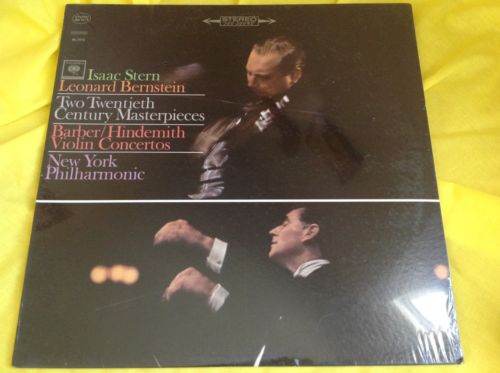 STEREO
Isaac Stern
Leonard Bernstein
Two Twentieth
Century Masterpieces
Barber/Hindemith
Violin Concertos
New York
Philharmonic